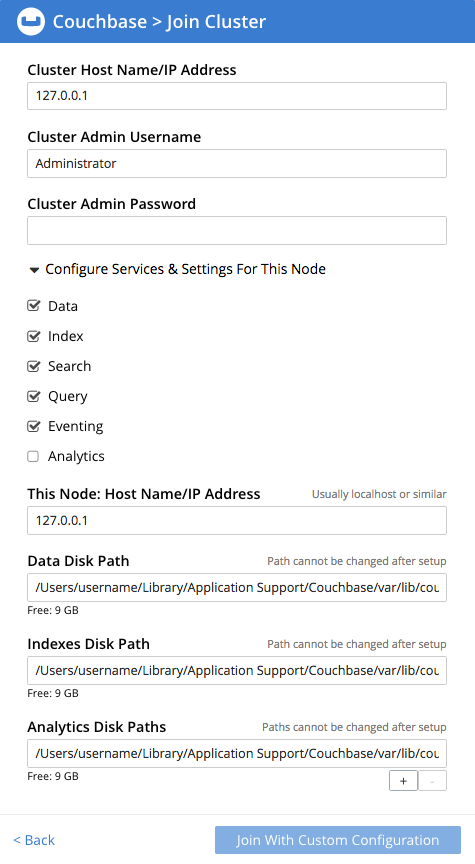 Couchbase > Join Cluster
Cluster Host Name/IP Address
127.0.0.1
Cluster Admin Username
Administrator
Cluster Admin Password
Configure Services & Settings For This Node
Data
Index
Search
Query
Eventing
Analytics
This Node: Host Name/IP Address Usually localhost or similar
127.0.0.1
Data Disk Path Path cannot be changed after setup
/Users/username/Library/Application Support/Couchbase/var/lib/cou
Free: 9 GB
Indexes Disk Path Path cannot be changed after setup
/Users/username/Library/Application Support/Couchbase/var/lib/cou
Free: 9 GB
Analytics Disk Paths Paths cannot be changed after setup
/Users/username/Library/Application Support/Couchbase/var/lib/cou
Free: 9 GB + -
< Back Join With Custom Configuration